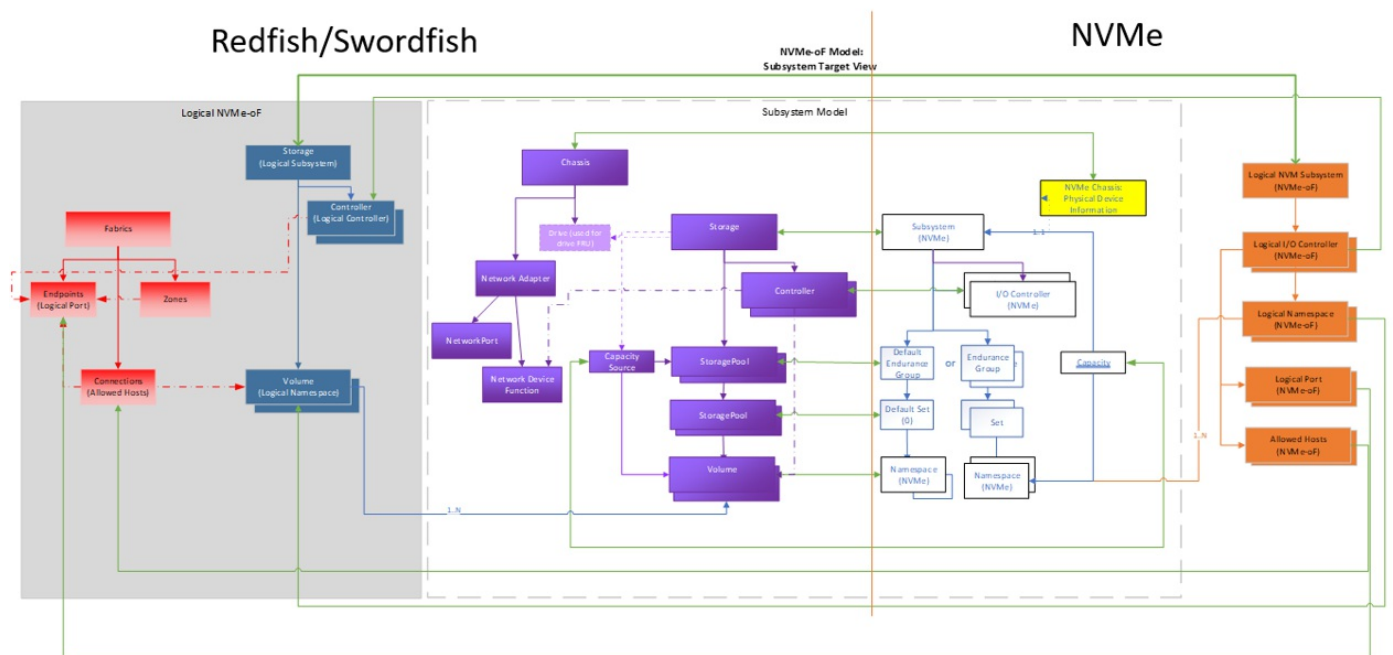 Redfish/Swordfish
NVMe
NVMe-oF Model:
Subsystem Target View
Logical NVMe-oF
Subsystem Model
Storage
(Logical Subsystem)
Controller
(Logical Controller)
Fabrics
Endpoints
(Logical Port)
Zones
Connections
(Allowed Hosts)
Volume
(Logical Namespace)
1..N
Chassis
Drive (used for
drive FRU)
Network Adapter
NetworkPort
Network Device
Function
Storage
Controller
Capacity
Source
StoragePool
StoragePool
Volume
NVMe Chassis:
Physical Device
Information
1..1
Subsystem
(NVMe)
I/O Controller
(NVMe)
Default
Endurance
Group
or
Endurance
Group
Capacity
Default Set
(0)
Set
Namespace
(NVMe)
Namespace
(NVMe)
Logical NVM Subsystem
(NVMe-oF)
Logical I/O Controller
(NVMe-oF)
Logical Namespace
(NVMe-oF)
Logical Port
(NVMe-oF)
1..N
Allowed Hosts
(NVMe-oF)